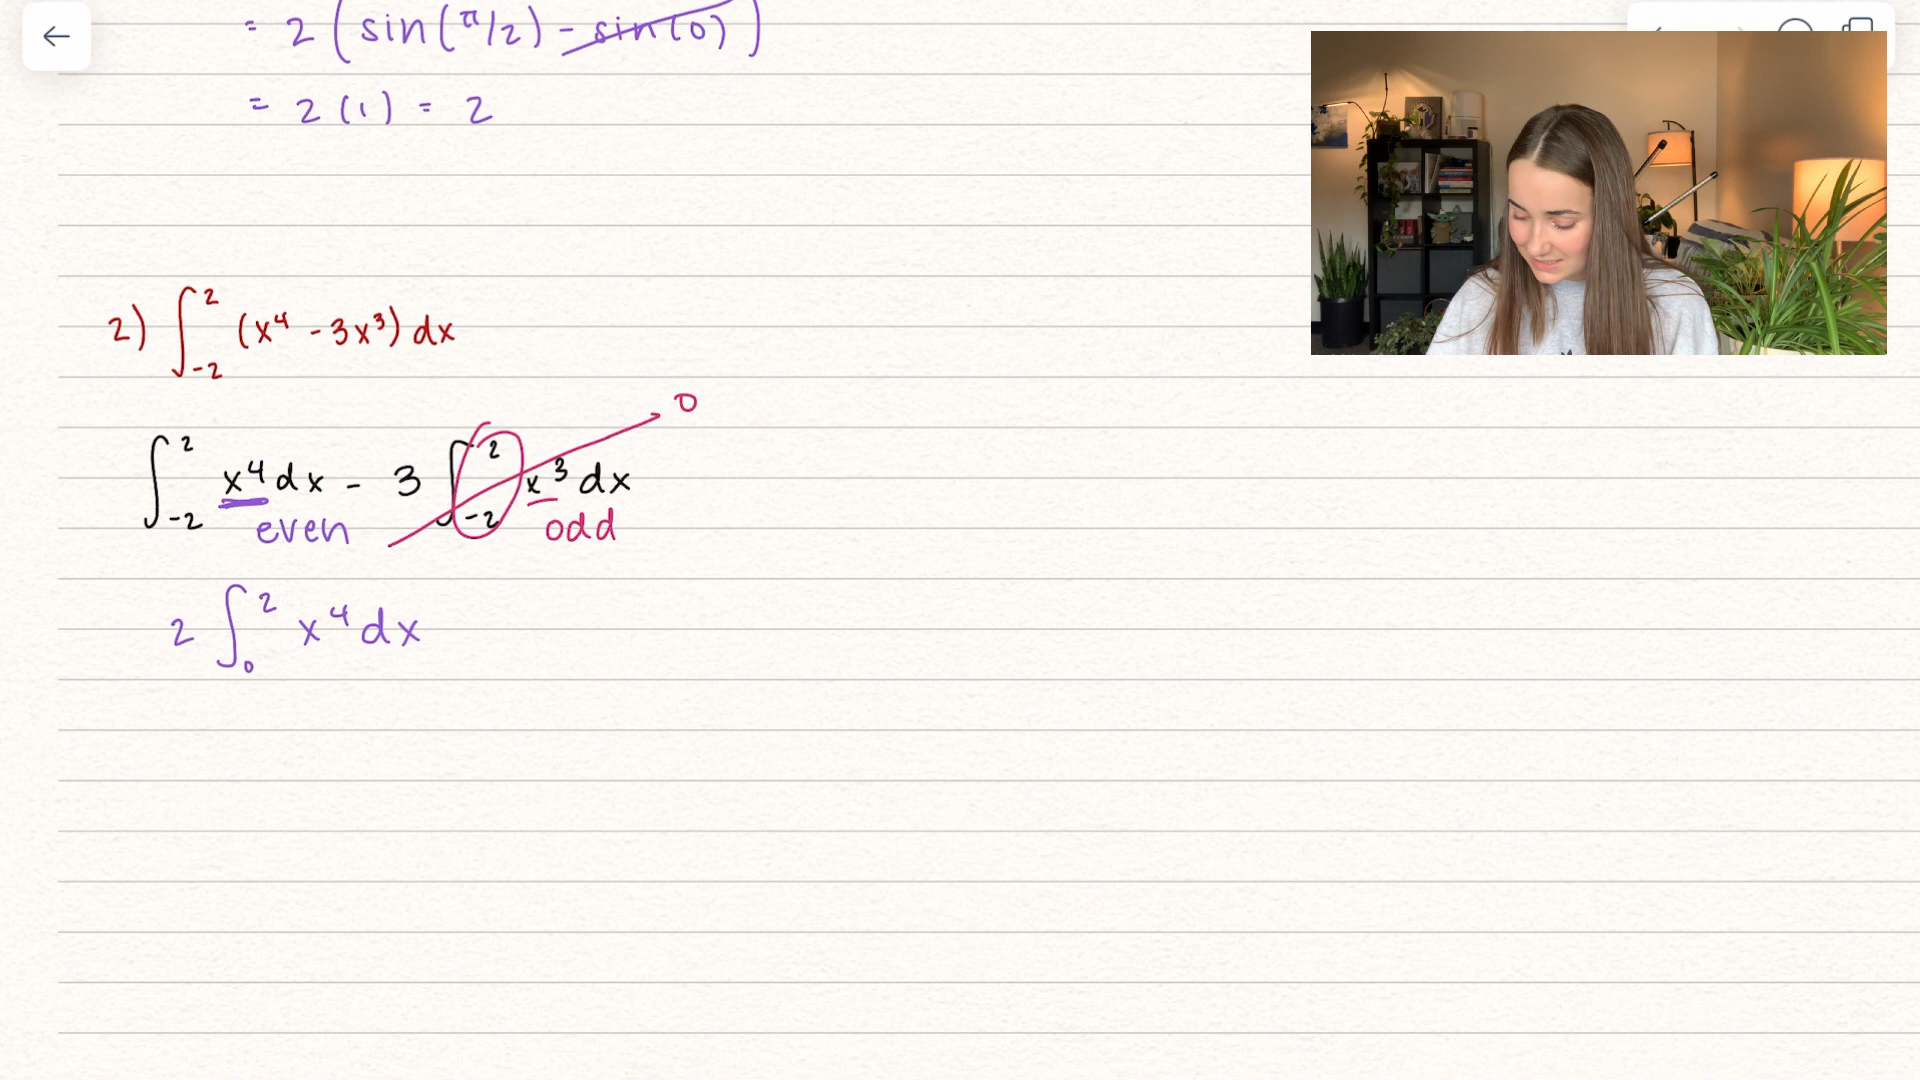 = 2 (sin(π/2) - sin(0))
= 2 (1) = 2
2) ∫_{-2}^{2} (x⁴ - 3x³) dx
∫_{-2}^{2} x⁴ dx - 3 ∫_{-2}^{2} x³ dx → 0
even odd
2 ∫_{0}^{2} x⁴ dx